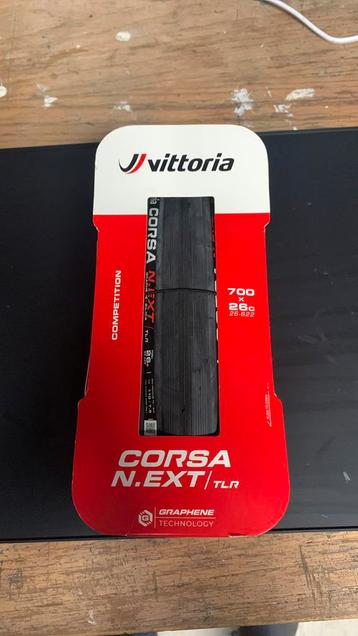 vittoria
COMPETITION
CORSA N.EXT/TLR
700
x
26c
26-622
CORSA
N.EXT/TLR
G GRAPHENE
TECHNOLOGY